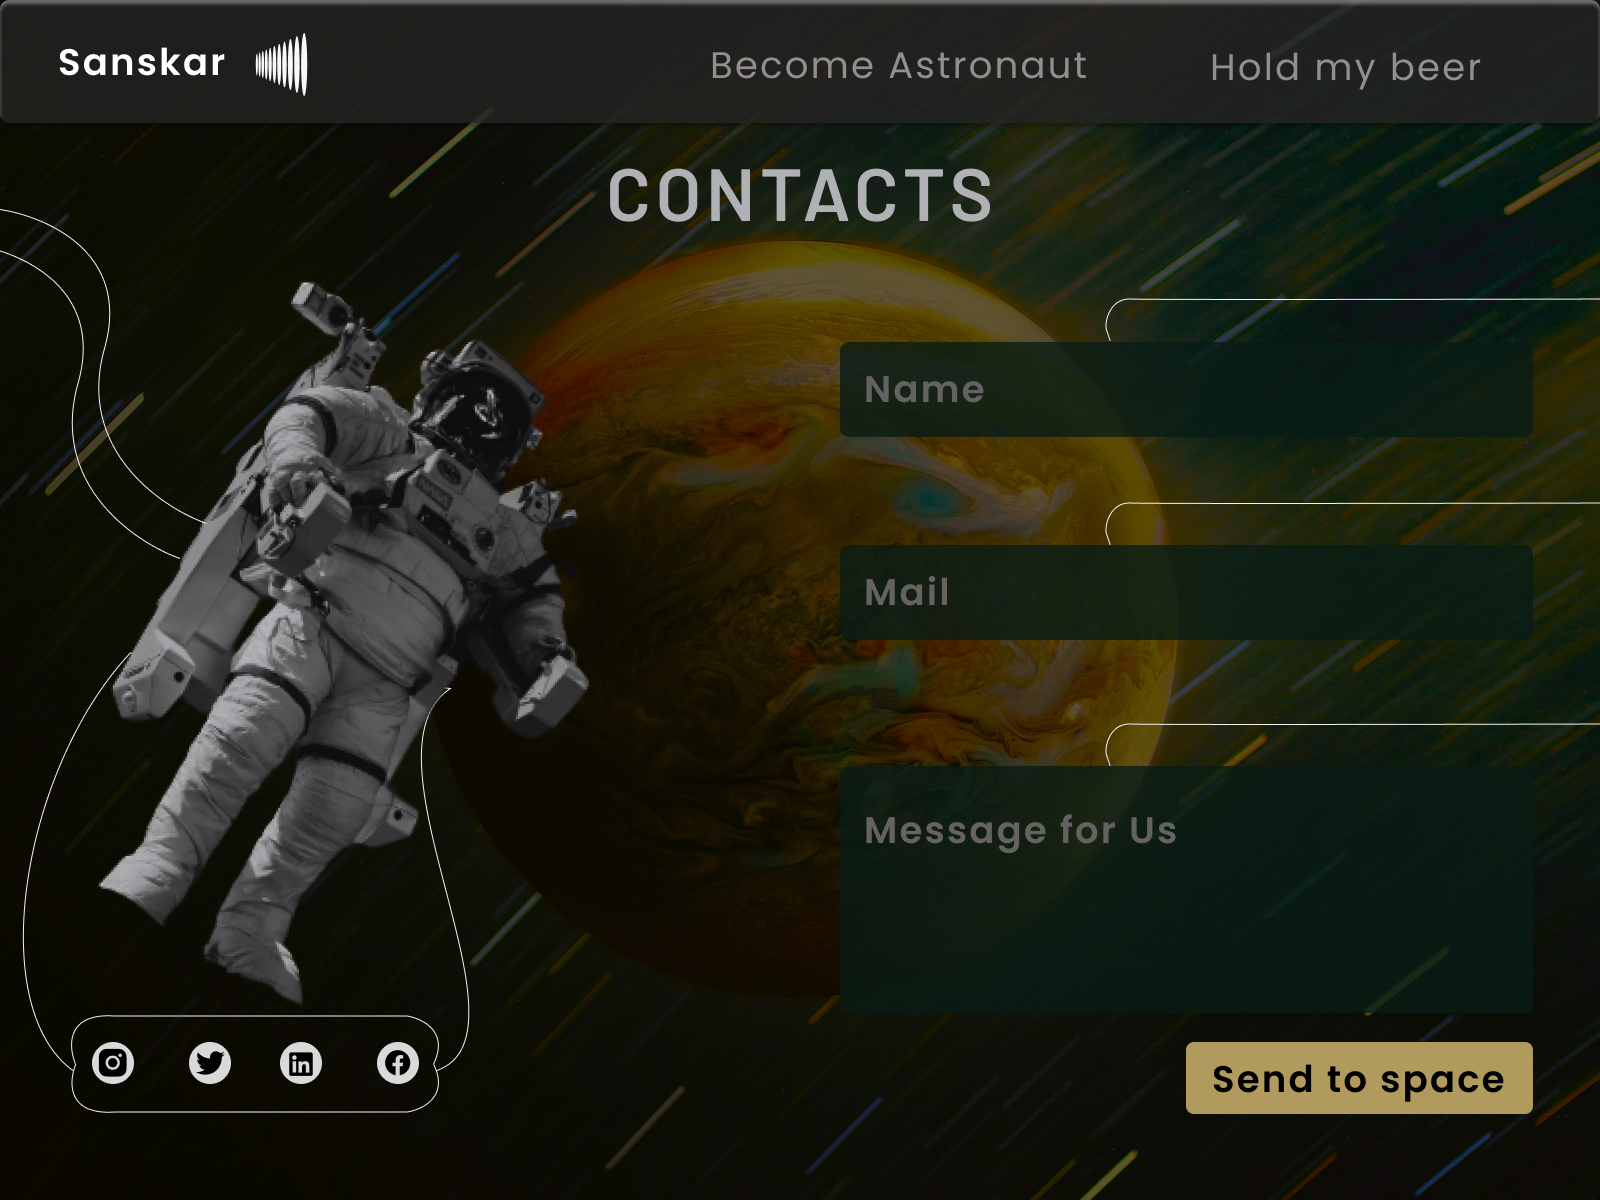 Sanskar
Become Astronaut
Hold my beer
CONTACTS
Name
Mail
Message for Us
Send to space